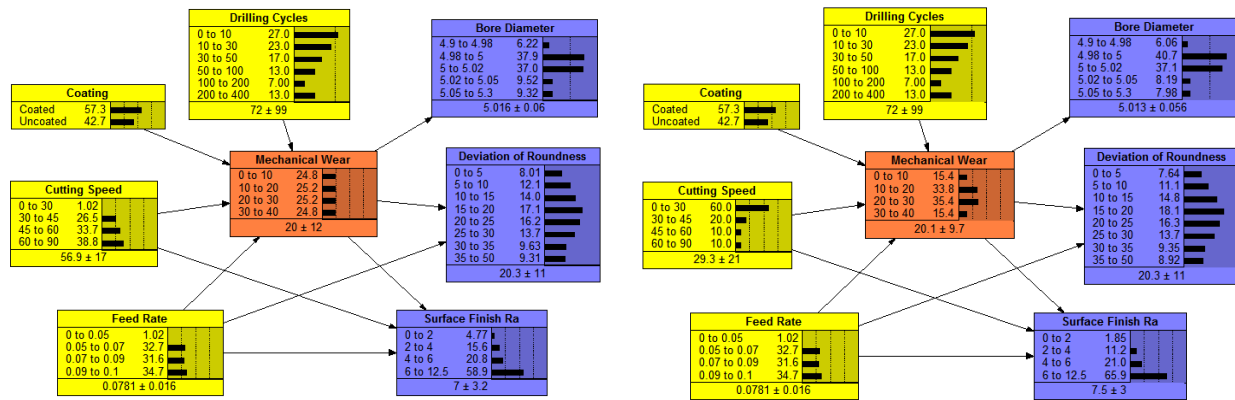 Drilling Cycles
0 to 10 27.0
10 to 30 23.0
30 to 50 17.0
50 to 100 13.0
100 to 200 7.00
200 to 400 13.0
72 ± 99
Bore Diameter
4.9 to 4.98 6.22
4.98 to 5 37.9
5 to 5.02 37.0
5.02 to 5.05 9.52
5.05 to 5.3 9.32
5.016 ± 0.06
Coating
Coated 57.3
Uncoated 42.7
Mechanical Wear
0 to 10 24.8
10 to 20 25.2
20 to 30 25.2
30 to 40 24.8
20 ± 12
Deviation of Roundness
0 to 5 8.01
5 to 10 12.1
10 to 15 14.0
15 to 20 17.1
20 to 25 16.2
25 to 30 13.7
30 to 35 9.63
35 to 50 9.31
20.3 ± 11
Cutting Speed
0 to 30 1.02
30 to 45 26.5
45 to 60 33.7
60 to 90 38.8
56.9 ± 17
Feed Rate
0 to 0.05 1.02
0.05 to 0.07 32.7
0.07 to 0.09 31.6
0.09 to 0.1 34.7
0.0781 ± 0.016
Surface Finish Ra
0 to 2 4.77
2 to 4 15.6
4 to 6 20.8
6 to 12.5 58.9
7 ± 3.2
Drilling Cycles
0 to 10 27.0
10 to 30 23.0
30 to 50 17.0
50 to 100 13.0
100 to 200 7.00
200 to 400 13.0
72 ± 99
Bore Diameter
4.9 to 4.98 6.06
4.98 to 5 40.7
5 to 5.02 37.1
5.02 to 5.05 8.19
5.05 to 5.3 7.98
5.013 ± 0.056
Coating
Coated 57.3
Uncoated 42.7
Mechanical Wear
0 to 10 15.4
10 to 20 33.8
20 to 30 35.4
30 to 40 15.4
20.1 ± 9.7
Deviation of Roundness
0 to 5 7.64
5 to 10 11.1
10 to 15 14.8
15 to 20 18.1
20 to 25 16.3
25 to 30 13.7
30 to 35 9.35
35 to 50 8.92
20.3 ± 11
Cutting Speed
0 to 30 60.0
30 to 45 20.0
45 to 60 10.0
60 to 90 10.0
29.3 ± 21
Feed Rate
0 to 0.05 1.02
0.05 to 0.07 32.7
0.07 to 0.09 31.6
0.09 to 0.1 34.7
0.0781 ± 0.016
Surface Finish Ra
0 to 2 1.85
2 to 4 11.2
4 to 6 21.0
6 to 12.5 65.9
7.5 ± 3